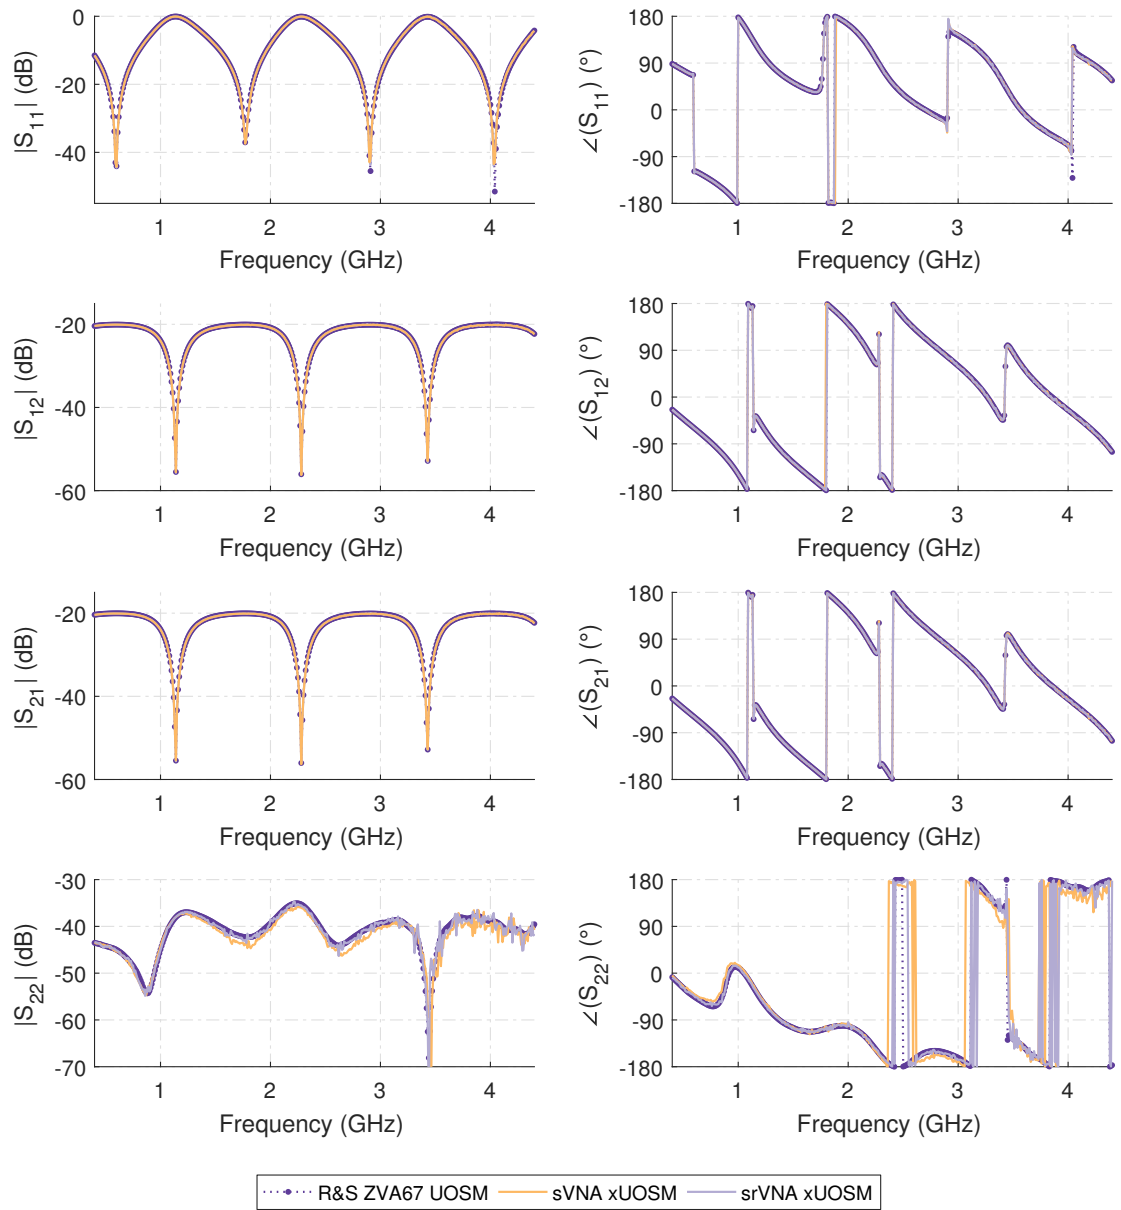 |S11| (dB)
0
-20
-40
1 2 3 4
Frequency (GHz)
∠(S11) (°)
180
90
0
-90
-180
1 2 3 4
Frequency (GHz)
|S12| (dB)
-20
-40
-60
1 2 3 4
Frequency (GHz)
∠(S12) (°)
180
90
0
-90
-180
1 2 3 4
Frequency (GHz)
|S21| (dB)
-20
-40
-60
1 2 3 4
Frequency (GHz)
∠(S21) (°)
180
90
0
-90
-180
1 2 3 4
Frequency (GHz)
|S22| (dB)
-30
-40
-50
-60
-70
1 2 3 4
Frequency (GHz)
∠(S22) (°)
180
90
0
-90
-180
1 2 3 4
Frequency (GHz)
R&S ZVA67 UOSM sVNA xUOSM srVNA xUOSM